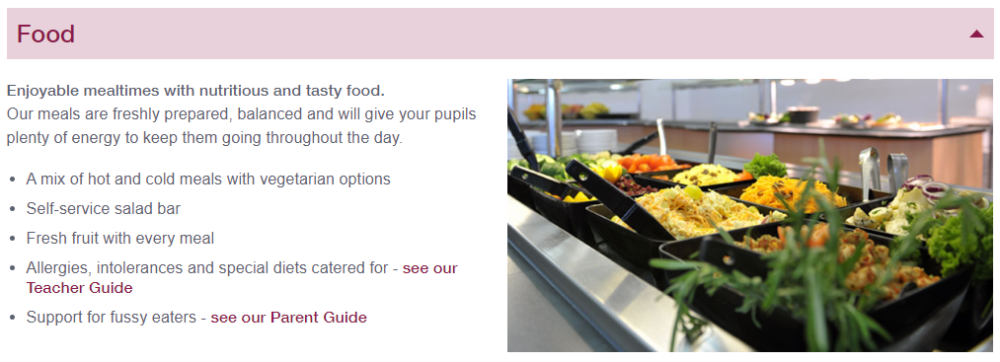 Food
Enjoyable mealtimes with nutritious and tasty food.
Our meals are freshly prepared, balanced and will give your pupils
plenty of energy to keep them going throughout the day.
• A mix of hot and cold meals with vegetarian options
• Self-service salad bar
• Fresh fruit with every meal
• Allergies, intolerances and special diets catered for - see our
Teacher Guide
• Support for fussy eaters - see our Parent Guide